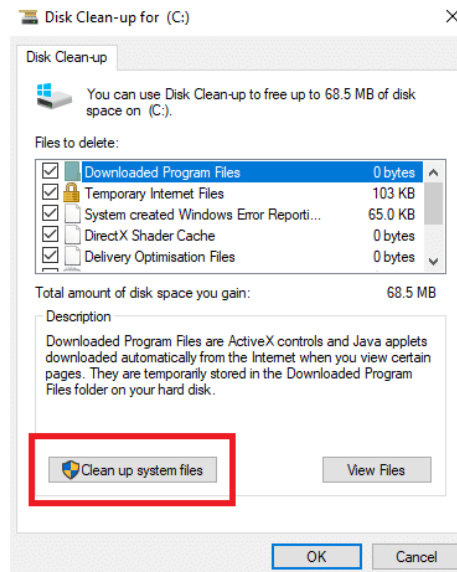 Disk Clean-up for (C:)
Disk Clean-up
You can use Disk Clean-up to free up to 68.5 MB of disk
space on (C:).
Files to delete:
Downloaded Program Files 0 bytes
Temporary Internet Files 103 KB
System created Windows Error Reporti... 65.0 KB
DirectX Shader Cache 0 bytes
Delivery Optimisation Files 0 bytes
Total amount of disk space you gain: 68.5 MB
Description
Downloaded Program Files are ActiveX controls and Java applets
downloaded automatically from the Internet when you view certain
pages. They are temporarily stored in the Downloaded Program
Files folder on your hard disk.
Clean up system files View Files
OK Cancel